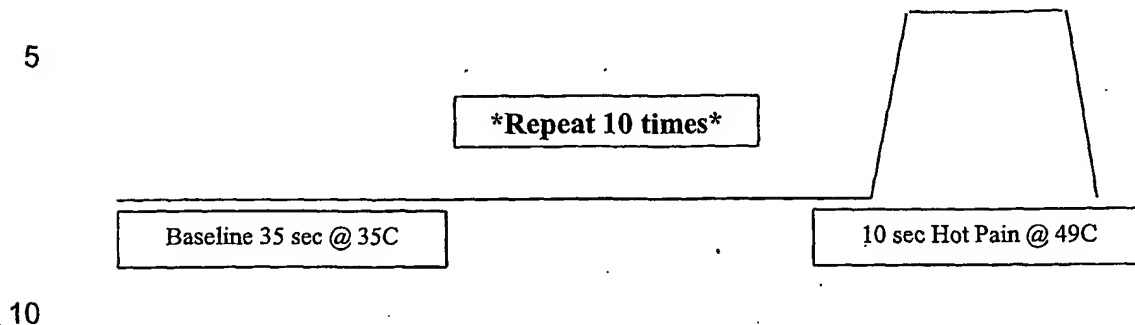 5
*Repeat 10 times*
Baseline 35 sec @ 35C
10 sec Hot Pain @ 49C
10